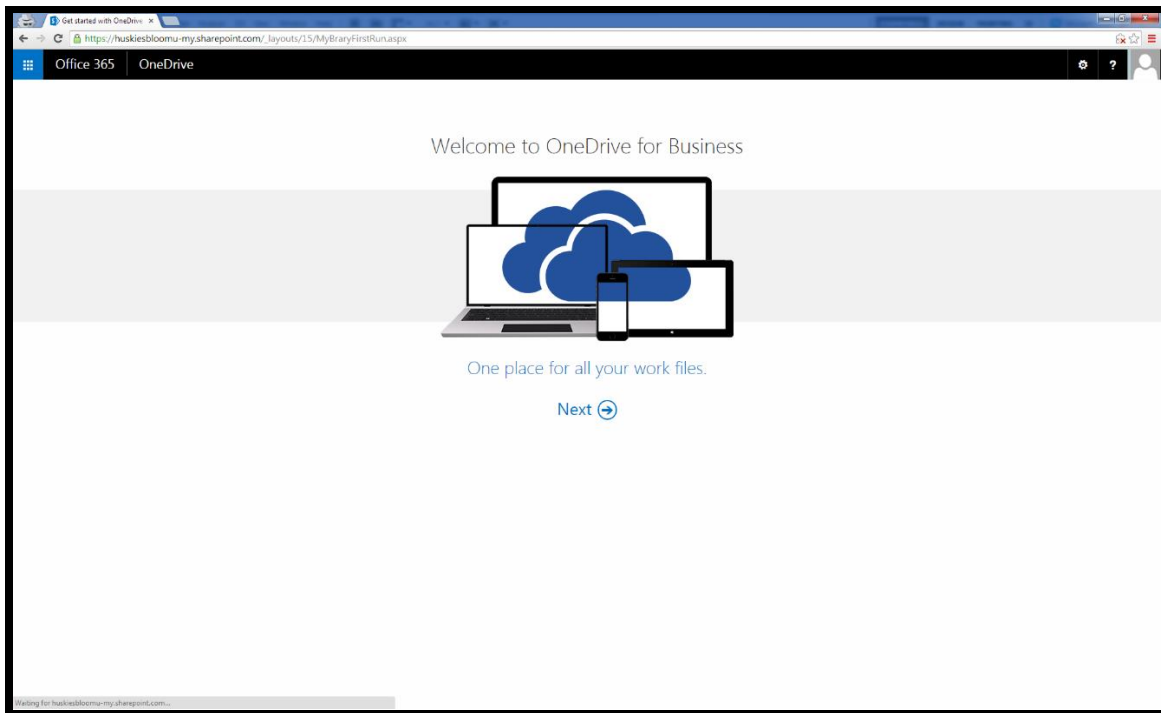 Get started with OneDrive
https://huskiesbloomu-my.sharepoint.com/_layouts/15/MyBraryFirstRun.aspx
Office 365 OneDrive ?
Welcome to OneDrive for Business
One place for all your work files.
Next
Waiting for huskiesbloomu-my.sharepoint.com...